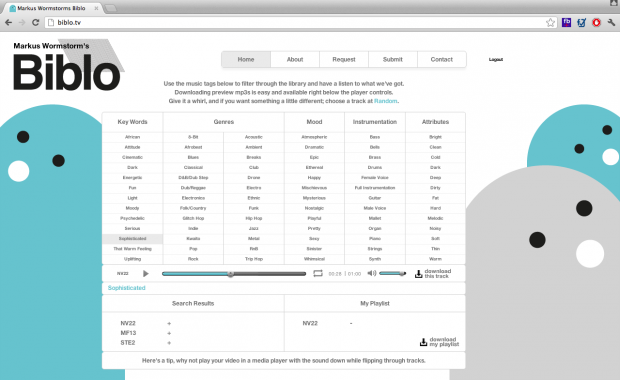 Markus Wormstorms Biblo
biblo.tv
Markus Wormstorm's
Biblo
Home About Request Submit Contact
Logout
Use the music tags below to filter through the library and have a listen to what we've got.
Downloading preview mp3s is easy and available right below the player controls.
Give it a whirl, and if you want something a little different; choose a track at Random.
Key Words Genres Mood Instrumentation Attributes
African 8-Bit Acoustic Atmospheric Bass Bright
Attitude Afrobeat Ambient Dramatic Bells Clean
Cinematic Blues Breaks Epic Brass Cold
Dark Classical Club Ethereal Drums Dark
Energetic D&B/Dub Step Drone Happy Female Voice Deep
Fun Dub/Reggae Electro Mischievous Full Instrumentation Dirty
Light Electronica Ethnic Mysterious Guitar Fat
Moody Folk/Country Funk Nostalgic Male Voice Hard
Psychedelic Glitch Hop Hip Hop Playful Mallet Melodic
Serious Indie Jazz Pretty Organ Noisy
Sophisticated Kwaito Metal Sexy Piano Soft
That Warm Feeling Pop RnB Sinister Strings Thin
Uplifting Rock Trip Hop Whimsical Synth Warm
NV22 00:28 | 01:00 download
this track
Sophisticated
Search Results My Playlist
NV22 + NV22 -
MF13 +
STE2 +
download
my playlist
Here's a tip, why not play your video in a media player with the sound down while flipping through tracks.